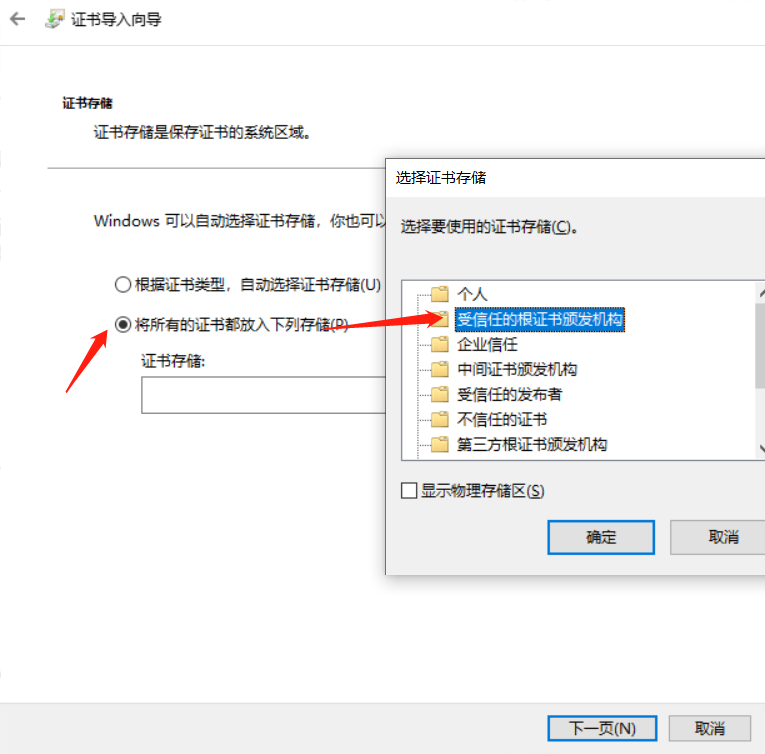 证书导入向导
证书存储
证书存储是保存证书的系统区域。
Windows 可以自动选择证书存储，你也可以
根据证书类型，自动选择证书存储(U)
将所有的证书都放入下列存储(P)
证书存储:
选择证书存储
选择要使用的证书存储(C)。
个人
受信任的根证书颁发机构
企业信任
中间证书颁发机构
受信任的发布者
不信任的证书
第三方根证书颁发机构
显示物理存储区(S)
确定 取消
下一页(N) 取消